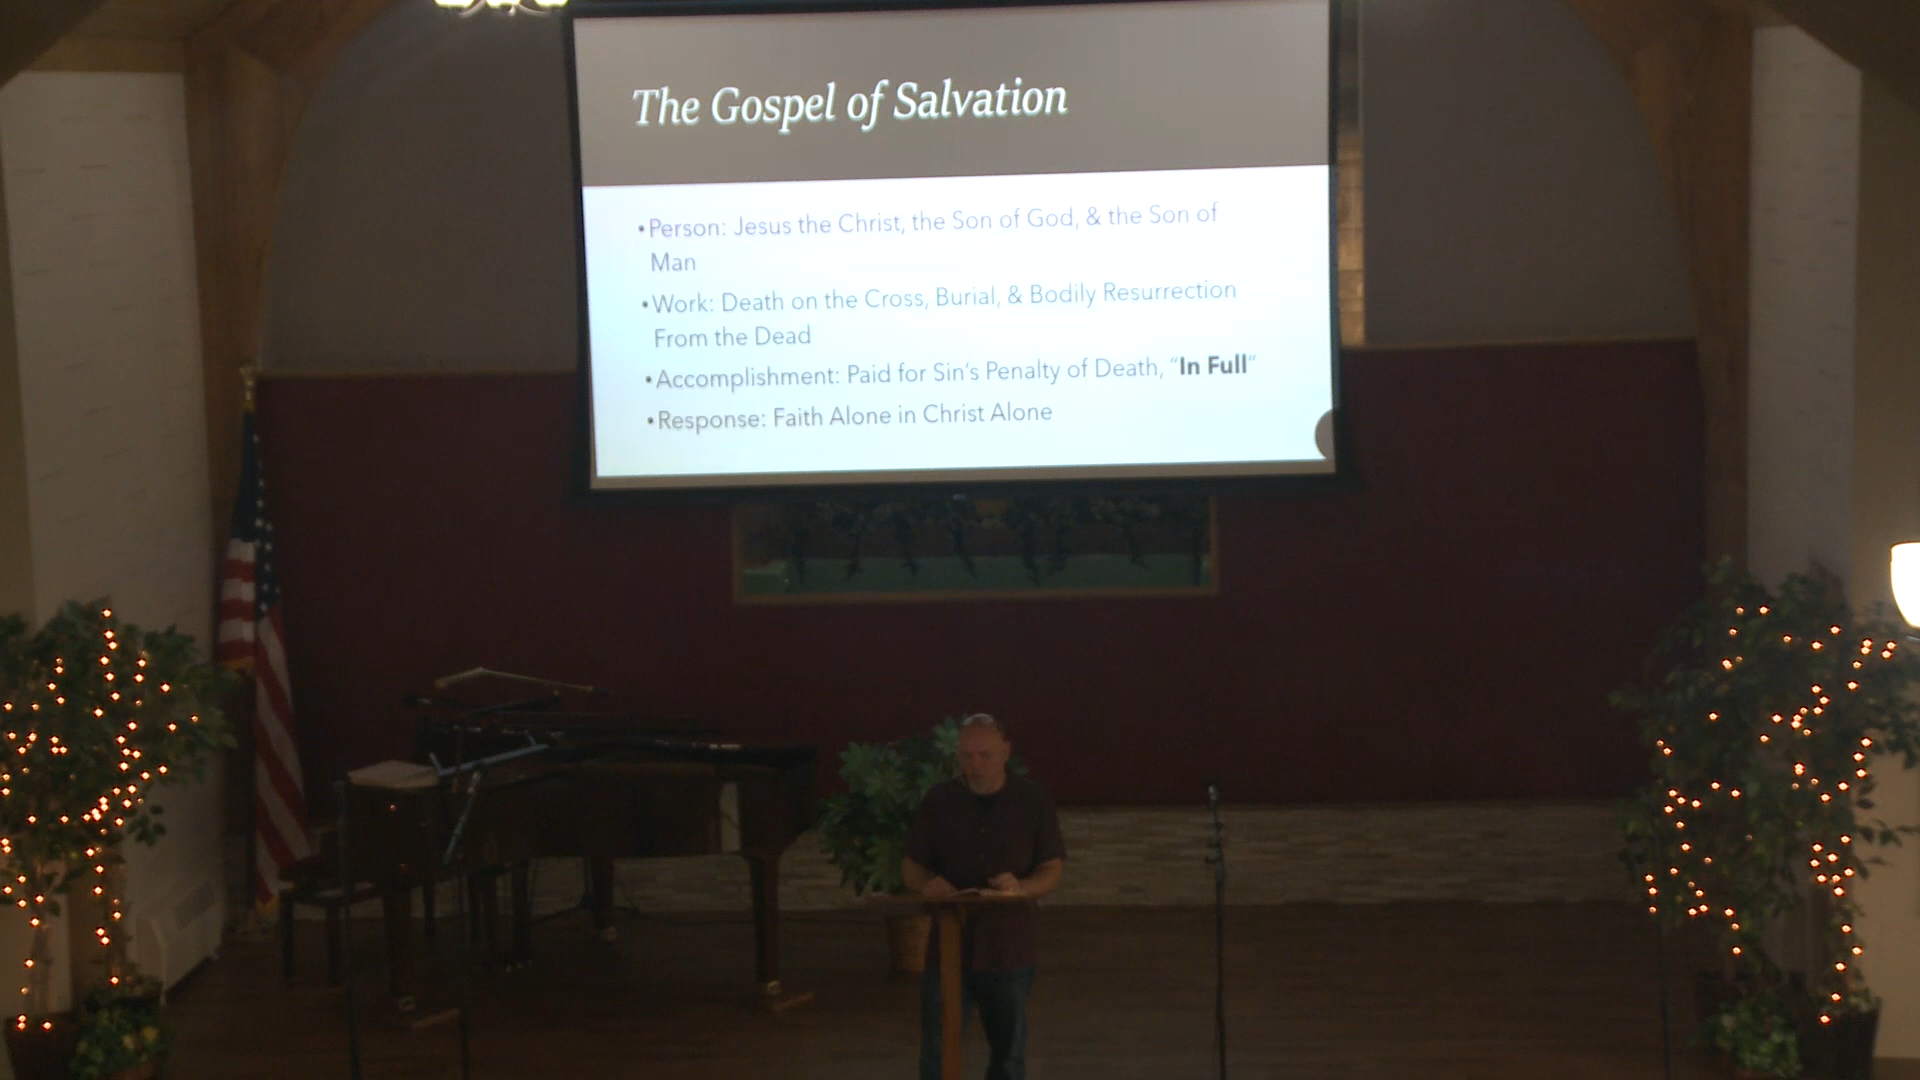 The Gospel of Salvation
•Person: Jesus the Christ, the Son of God, & the Son of
Man
•Work: Death on the Cross, Burial, & Bodily Resurrection
From the Dead
•Accomplishment: Paid for Sin's Penalty of Death, "In Full"
•Response: Faith Alone in Christ Alone